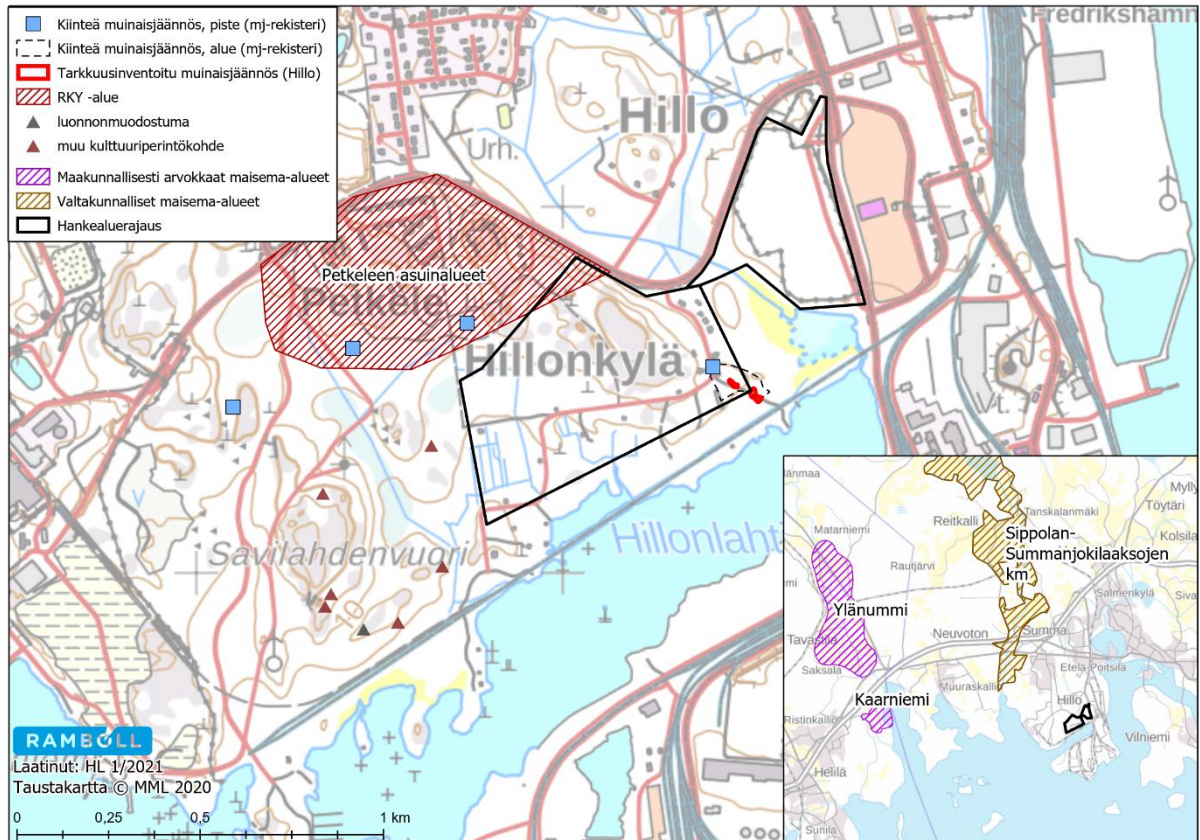 Kiinteä muinaisjäännös, piste (mj-rekisteri)
Kiinteä muinaisjäännös, alue (mj-rekisteri)
Tarkkuusinventoitu muinaisjäännös (Hillo)
RKY -alue
luonnonmuodostuma
muu kulttuuriperintökohde
Maakunnallisesti arvokkaat maisema-alueet
Valtakunnalliset maisema-alueet
Hankealuerajaus
Fredrikshamn
Hillo
Urh.
Petkeleen asuinalueet
Petkele
Hillonkylä
Vt.
Hillonlahti
Savilahdenvuori
10
RAMBOLL
Laatinut: HL 1/2021
Taustakartta © MML 2020
0 0,25 0,5 1 km
Mylly
Tanskalanmäki
Töytäri
Matarniemi
Reitkalli
Sippolan-
Summanjokilaaksojen
km
Kolsila
Rautjärvi
Salmenkylä
Ylänummi
Neuvoton
Summa
Tavastila
Saksala
Etelä-Poitsila
Muuraskallio
Hillo
Kaarniemi
Ristinkallio
Vilniemi
Helilä
Sunila